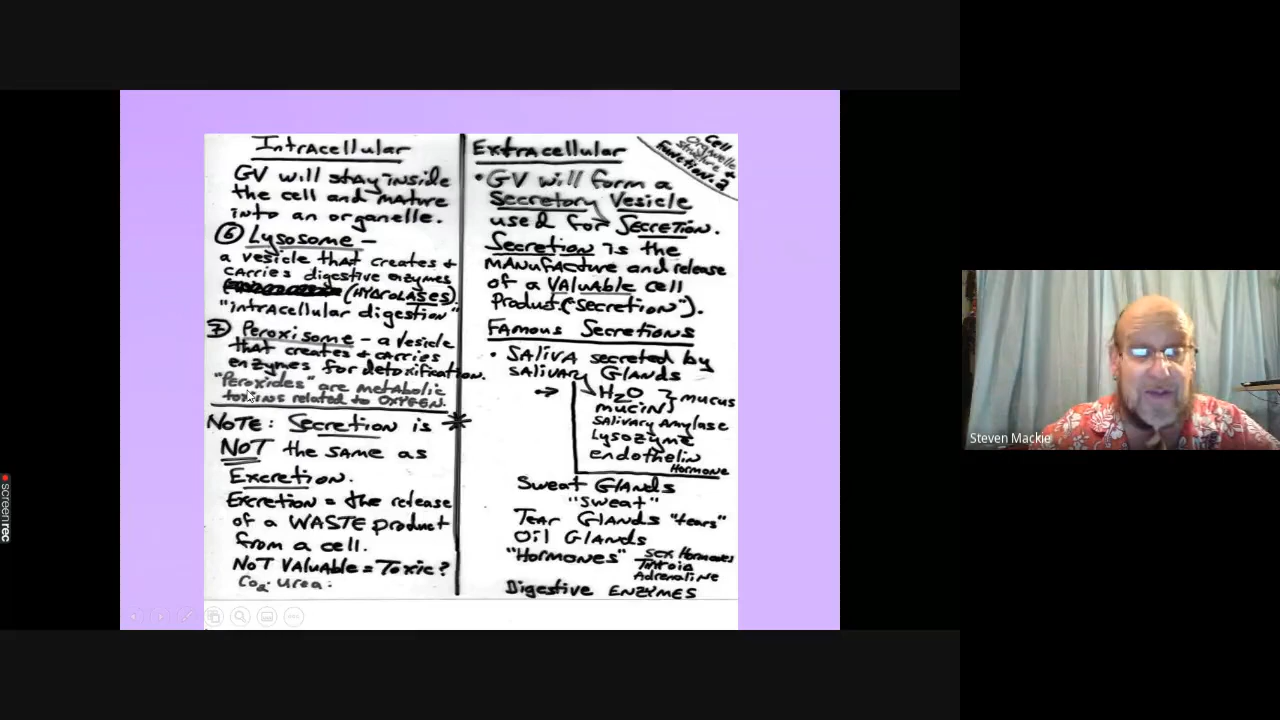 Intracellular
GV will stay inside
the cell and mature
into an organelle.
⑥ Lysosome -
a vesicle that creates +
carries digestive enzymes
(HYDROLASES)
"intracellular digestion"
⑦ Peroxisome - a vesicle
that creates + carries
enzymes for detoxification.
"Peroxides" are metabolic
toxins related to OXYGEN.
NOTE: Secretion is
NOT the same as
Excretion.
Excretion = the release
of a WASTE product
from a cell.
NOT Valuable = Toxic?
CO2. Urea.
Extracellular
• GV will form a
Secretory Vesicle
used for SECRETION.
Secretion is the
MANUFACTURE and release
of a VALUABLE cell
Product. ("Secretion").
Famous Secretions
• SALIVA secreted by
SALIVARY Glands
→ H2O } mucus
mucin
SALIVARY Amylase
Lysozyme
endothelin
Hormone
Sweat Glands
"sweat"
Tear Glands "tears"
Oil Glands
"Hormones" Sex Hormones
Adrenaline
Digestive ENZYMES
Cell
Organelle
Structure +
Function. 2
Steven Mackie
screenrec